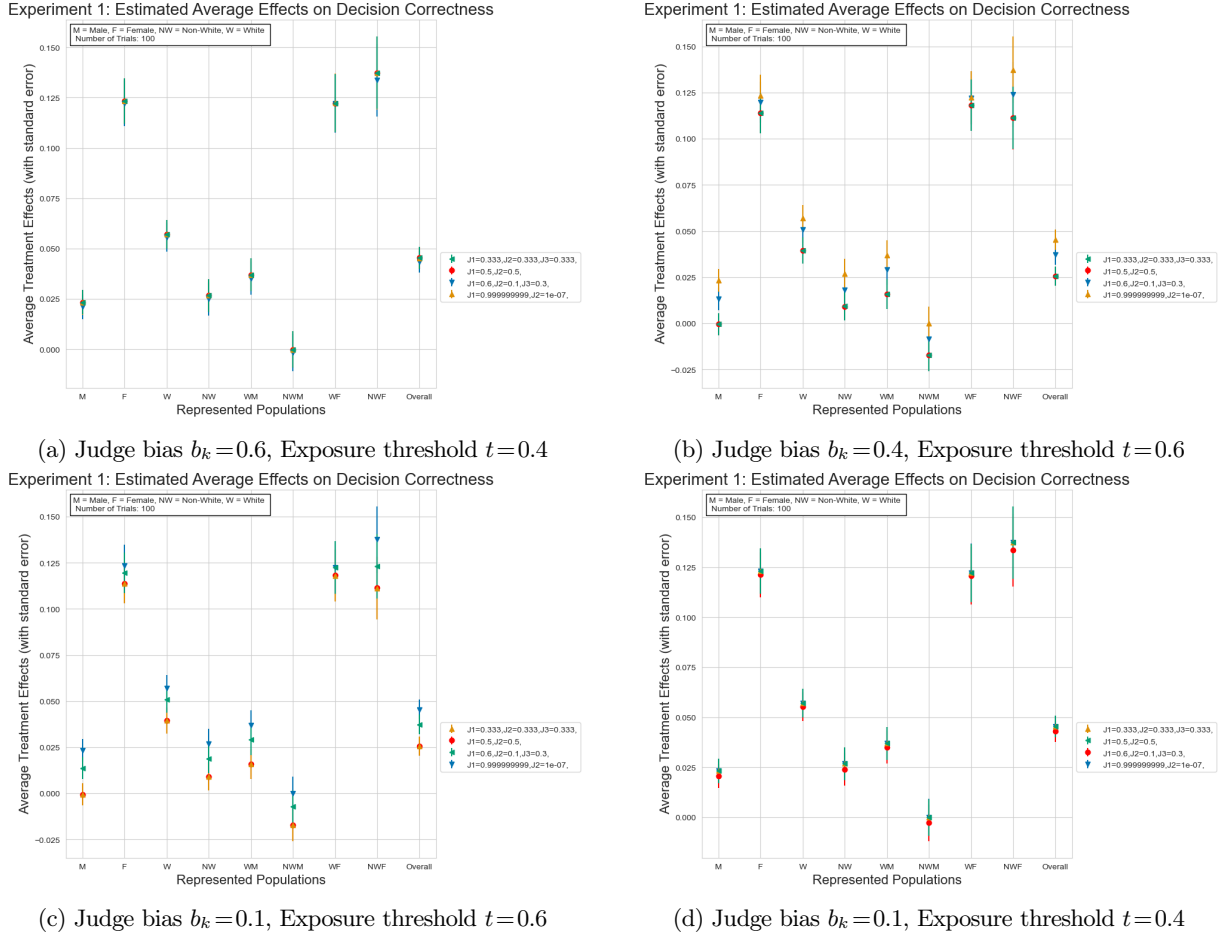 Experiment 1: Estimated Average Effects on Decision Correctness
M = Male, F = Female, NW = Non-White, W = White
Number of Trials: 100
Average Treatment Effects (with standard error)
0.150
0.125
0.100
0.075
0.050
0.025
0.000
M F W NW WM NWM WF NWF Overall
Represented Populations
J1=0.333,J2=0.333,J3=0.333,
J1=0.5,J2=0.5,
J1=0.6,J2=0.1,J3=0.3,
J1=0.999999999,J2=1e-07,
(a) Judge bias b_k=0.6, Exposure threshold t=0.4
Experiment 1: Estimated Average Effects on Decision Correctness
M = Male, F = Female, NW = Non-White, W = White
Number of Trials: 100
Average Treatment Effects (with standard error)
0.150
0.125
0.100
0.075
0.050
0.025
0.000
−0.025
M F W NW WM NWM WF NWF Overall
Represented Populations
J1=0.333,J2=0.333,J3=0.333,
J1=0.5,J2=0.5,
J1=0.6,J2=0.1,J3=0.3,
J1=0.999999999,J2=1e-07,
(b) Judge bias b_k=0.4, Exposure threshold t=0.6
Experiment 1: Estimated Average Effects on Decision Correctness
M = Male, F = Female, NW = Non-White, W = White
Number of Trials: 100
Average Treatment Effects (with standard error)
0.150
0.125
0.100
0.075
0.050
0.025
0.000
−0.025
M F W NW WM NWM WF NWF Overall
Represented Populations
J1=0.333,J2=0.333,J3=0.333,
J1=0.5,J2=0.5,
J1=0.6,J2=0.1,J3=0.3,
J1=0.999999999,J2=1e-07,
(c) Judge bias b_k=0.1, Exposure threshold t=0.6
Experiment 1: Estimated Average Effects on Decision Correctness
M = Male, F = Female, NW = Non-White, W = White
Number of Trials: 100
Average Treatment Effects (with standard error)
0.150
0.125
0.100
0.075
0.050
0.025
0.000
M F W NW WM NWM WF NWF Overall
Represented Populations
J1=0.333,J2=0.333,J3=0.333,
J1=0.5,J2=0.5,
J1=0.6,J2=0.1,J3=0.3,
J1=0.999999999,J2=1e-07,
(d) Judge bias b_k=0.1, Exposure threshold t=0.4